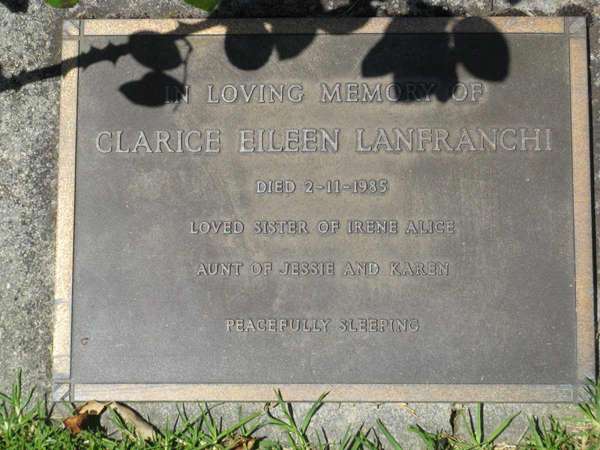 IN LOVING MEMORY OF
CLARICE EILEEN LANFRANCHI
DIED 2-11-1985
LOVED SISTER OF IRENE ALICE
AUNT OF JESSIE AND KAREN
PEACEFULLY SLEEPING